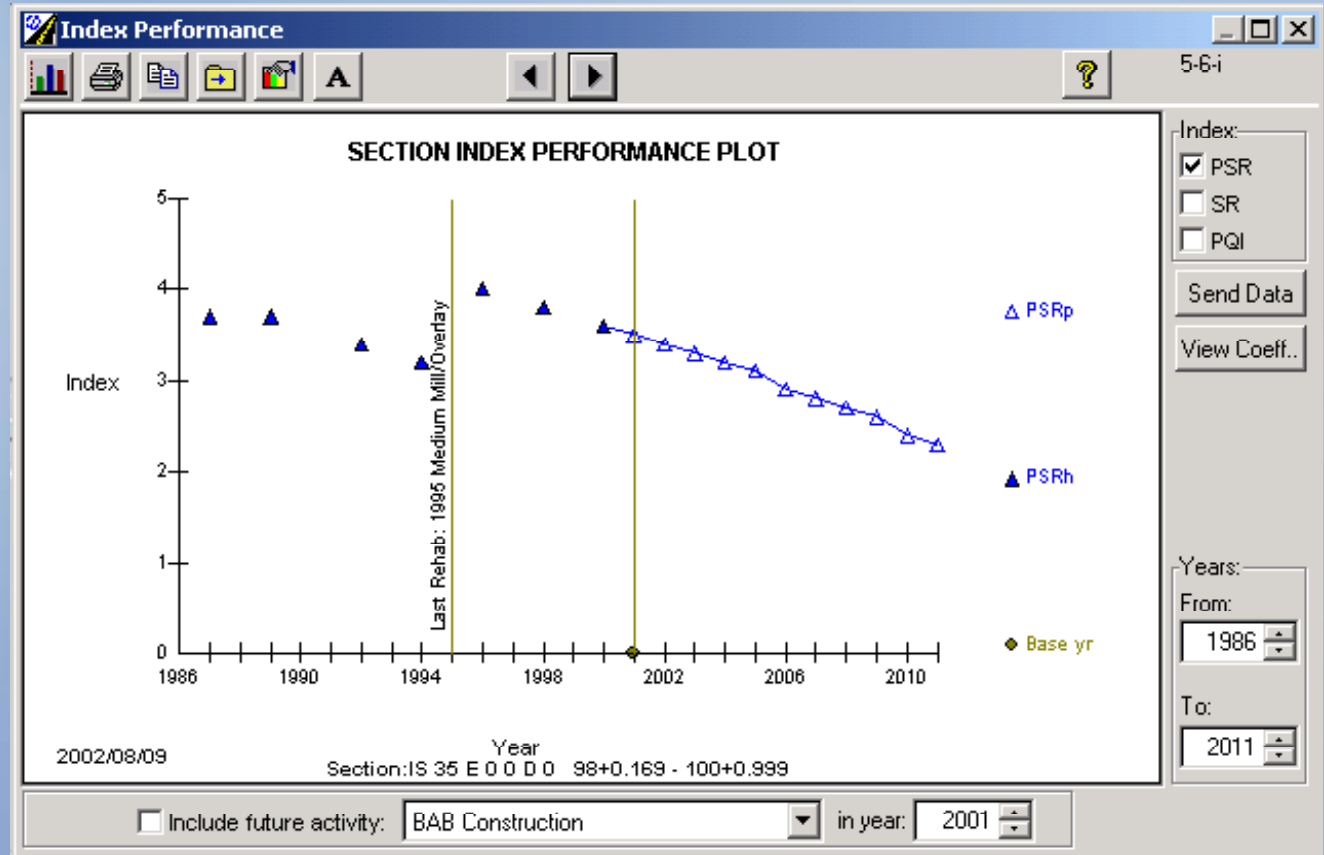 Index Performance
A
?
5-6-i
SECTION INDEX PERFORMANCE PLOT
5
4
3
2
1
0
Index
Last Rehab: 1995 Medium Mill/Overlay
PSRp
PSRh
Base yr
1986 1990 1994 1998 2002 2006 2010
Year
2002/08/09
Section:IS 35 E 0 0 D 0 98+0.169 - 100+0.999
Index:
PSR
SR
PQI
Send Data
View Coeff..
Years:
From:
1986
To:
2011
Include future activity: BAB Construction in year: 2001